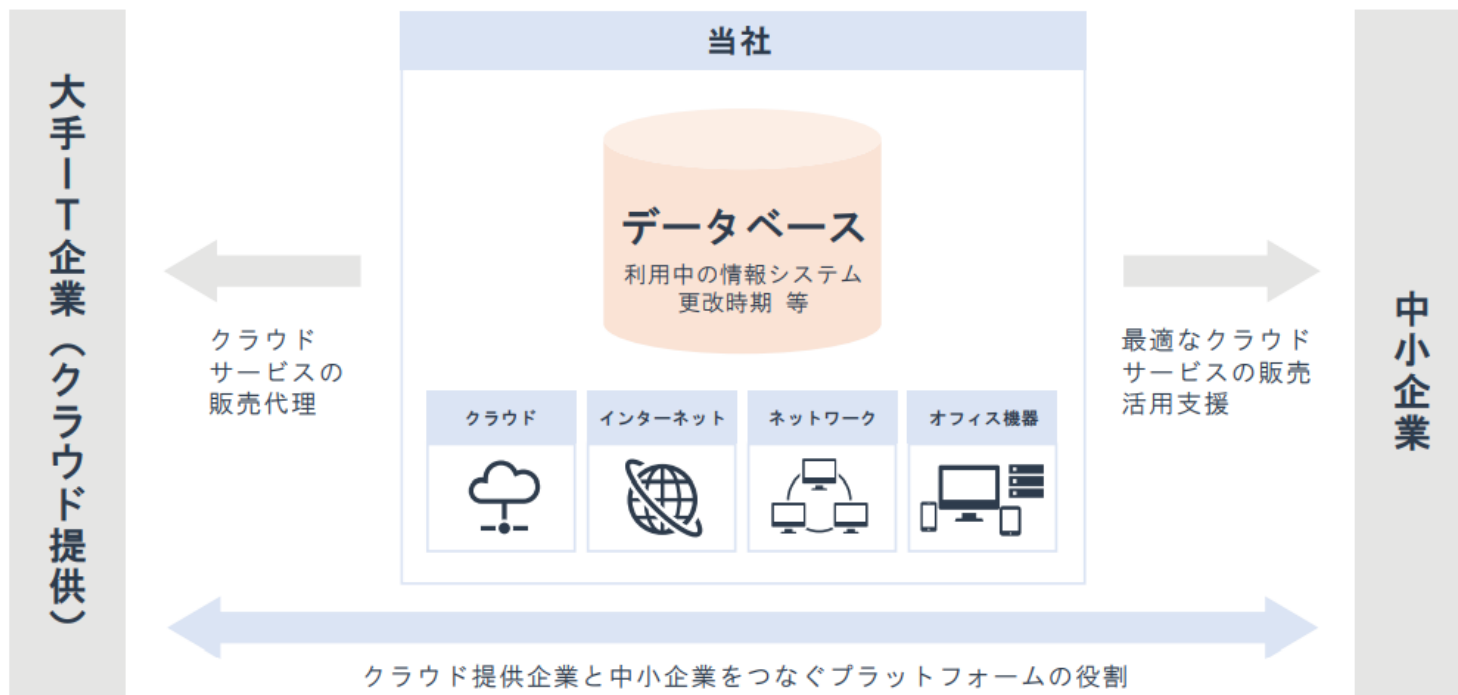 大手IT企業（クラウド提供）
クラウド
サービスの
販売代理
当社
データベース
利用中の情報システム
更改時期 等
クラウド
インターネット
ネットワーク
オフィス機器
最適なクラウド
サービスの販売
活用支援
中小企業
クラウド提供企業と中小企業をつなぐプラットフォームの役割